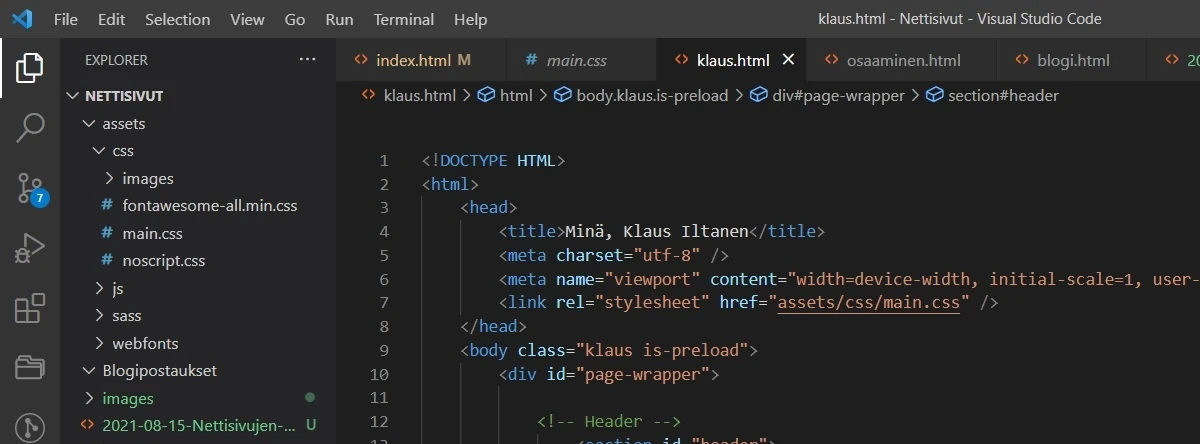 File Edit Selection View Go Run Terminal Help klaus.html - Nettisivut - Visual Studio Code
EXPLORER ...
index.html M main.css klaus.html osaaminen.html blogi.html 20
klaus.html > html > body.klaus.is-preload > div#page-wrapper > section#header
NETTISIVUT
assets
css
images
# fontawesome-all.min.css
# main.css
# noscript.css
js
sass
webfonts
Blogipostaukset
images
2021-08-15-Nettisivujen-... U
7
1 <!DOCTYPE HTML>
2 <html>
3 <head>
4 <title>Minä, Klaus Iltanen</title>
5 <meta charset="utf-8" />
6 <meta name="viewport" content="width=device-width, initial-scale=1, user-
7 <link rel="stylesheet" href="assets/css/main.css" />
8 </head>
9 <body class="klaus is-preload">
10 <div id="page-wrapper">
11
12 <!-- Header -->
13 <section id="header">